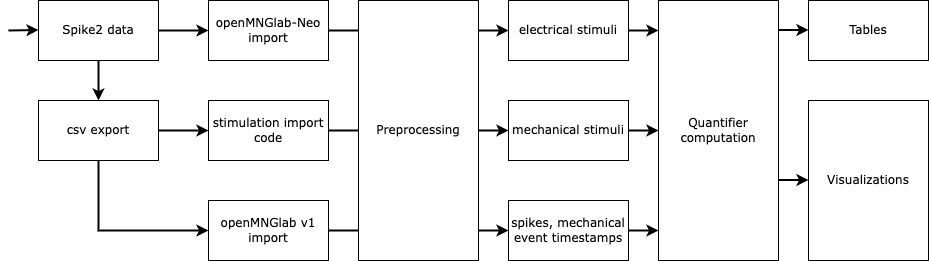 Spike2 data
openMNGlab-Neo
import
electrical stimuli
Tables
csv export
stimulation import
code
Preprocessing
mechanical stimuli
Quantifier
computation
Visualizations
openMNGlab v1
import
spikes, mechanical
event timestamps